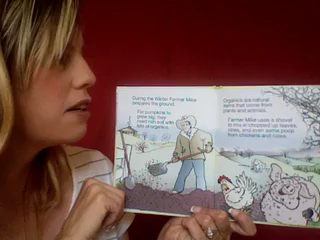 During the Winter Farmer Mike
prepares the ground.
For pumpkins to
grow big, they
need rich soil with
lots of organics.
Organics are natural
items that come from
plants and animals.
Farmer Mike uses a shovel
to mix in chopped up leaves,
vines, and even some poop
from chickens and cows.